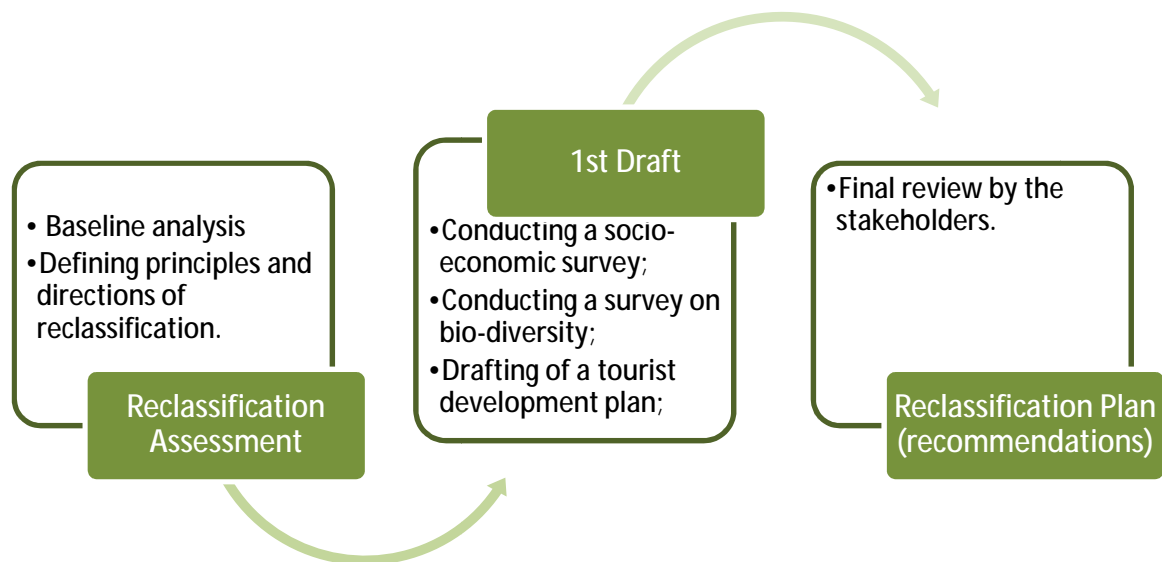 • Baseline analysis
•Defining principles and
directions of
reclassification.
Reclassification
Assessment
1st Draft
•Conducting a socio-
economic survey;
•Conducting a survey on
bio-diversity;
•Drafting of a tourist
development plan;
•Final review by the
stakeholders.
Reclassification Plan
(recommendations)